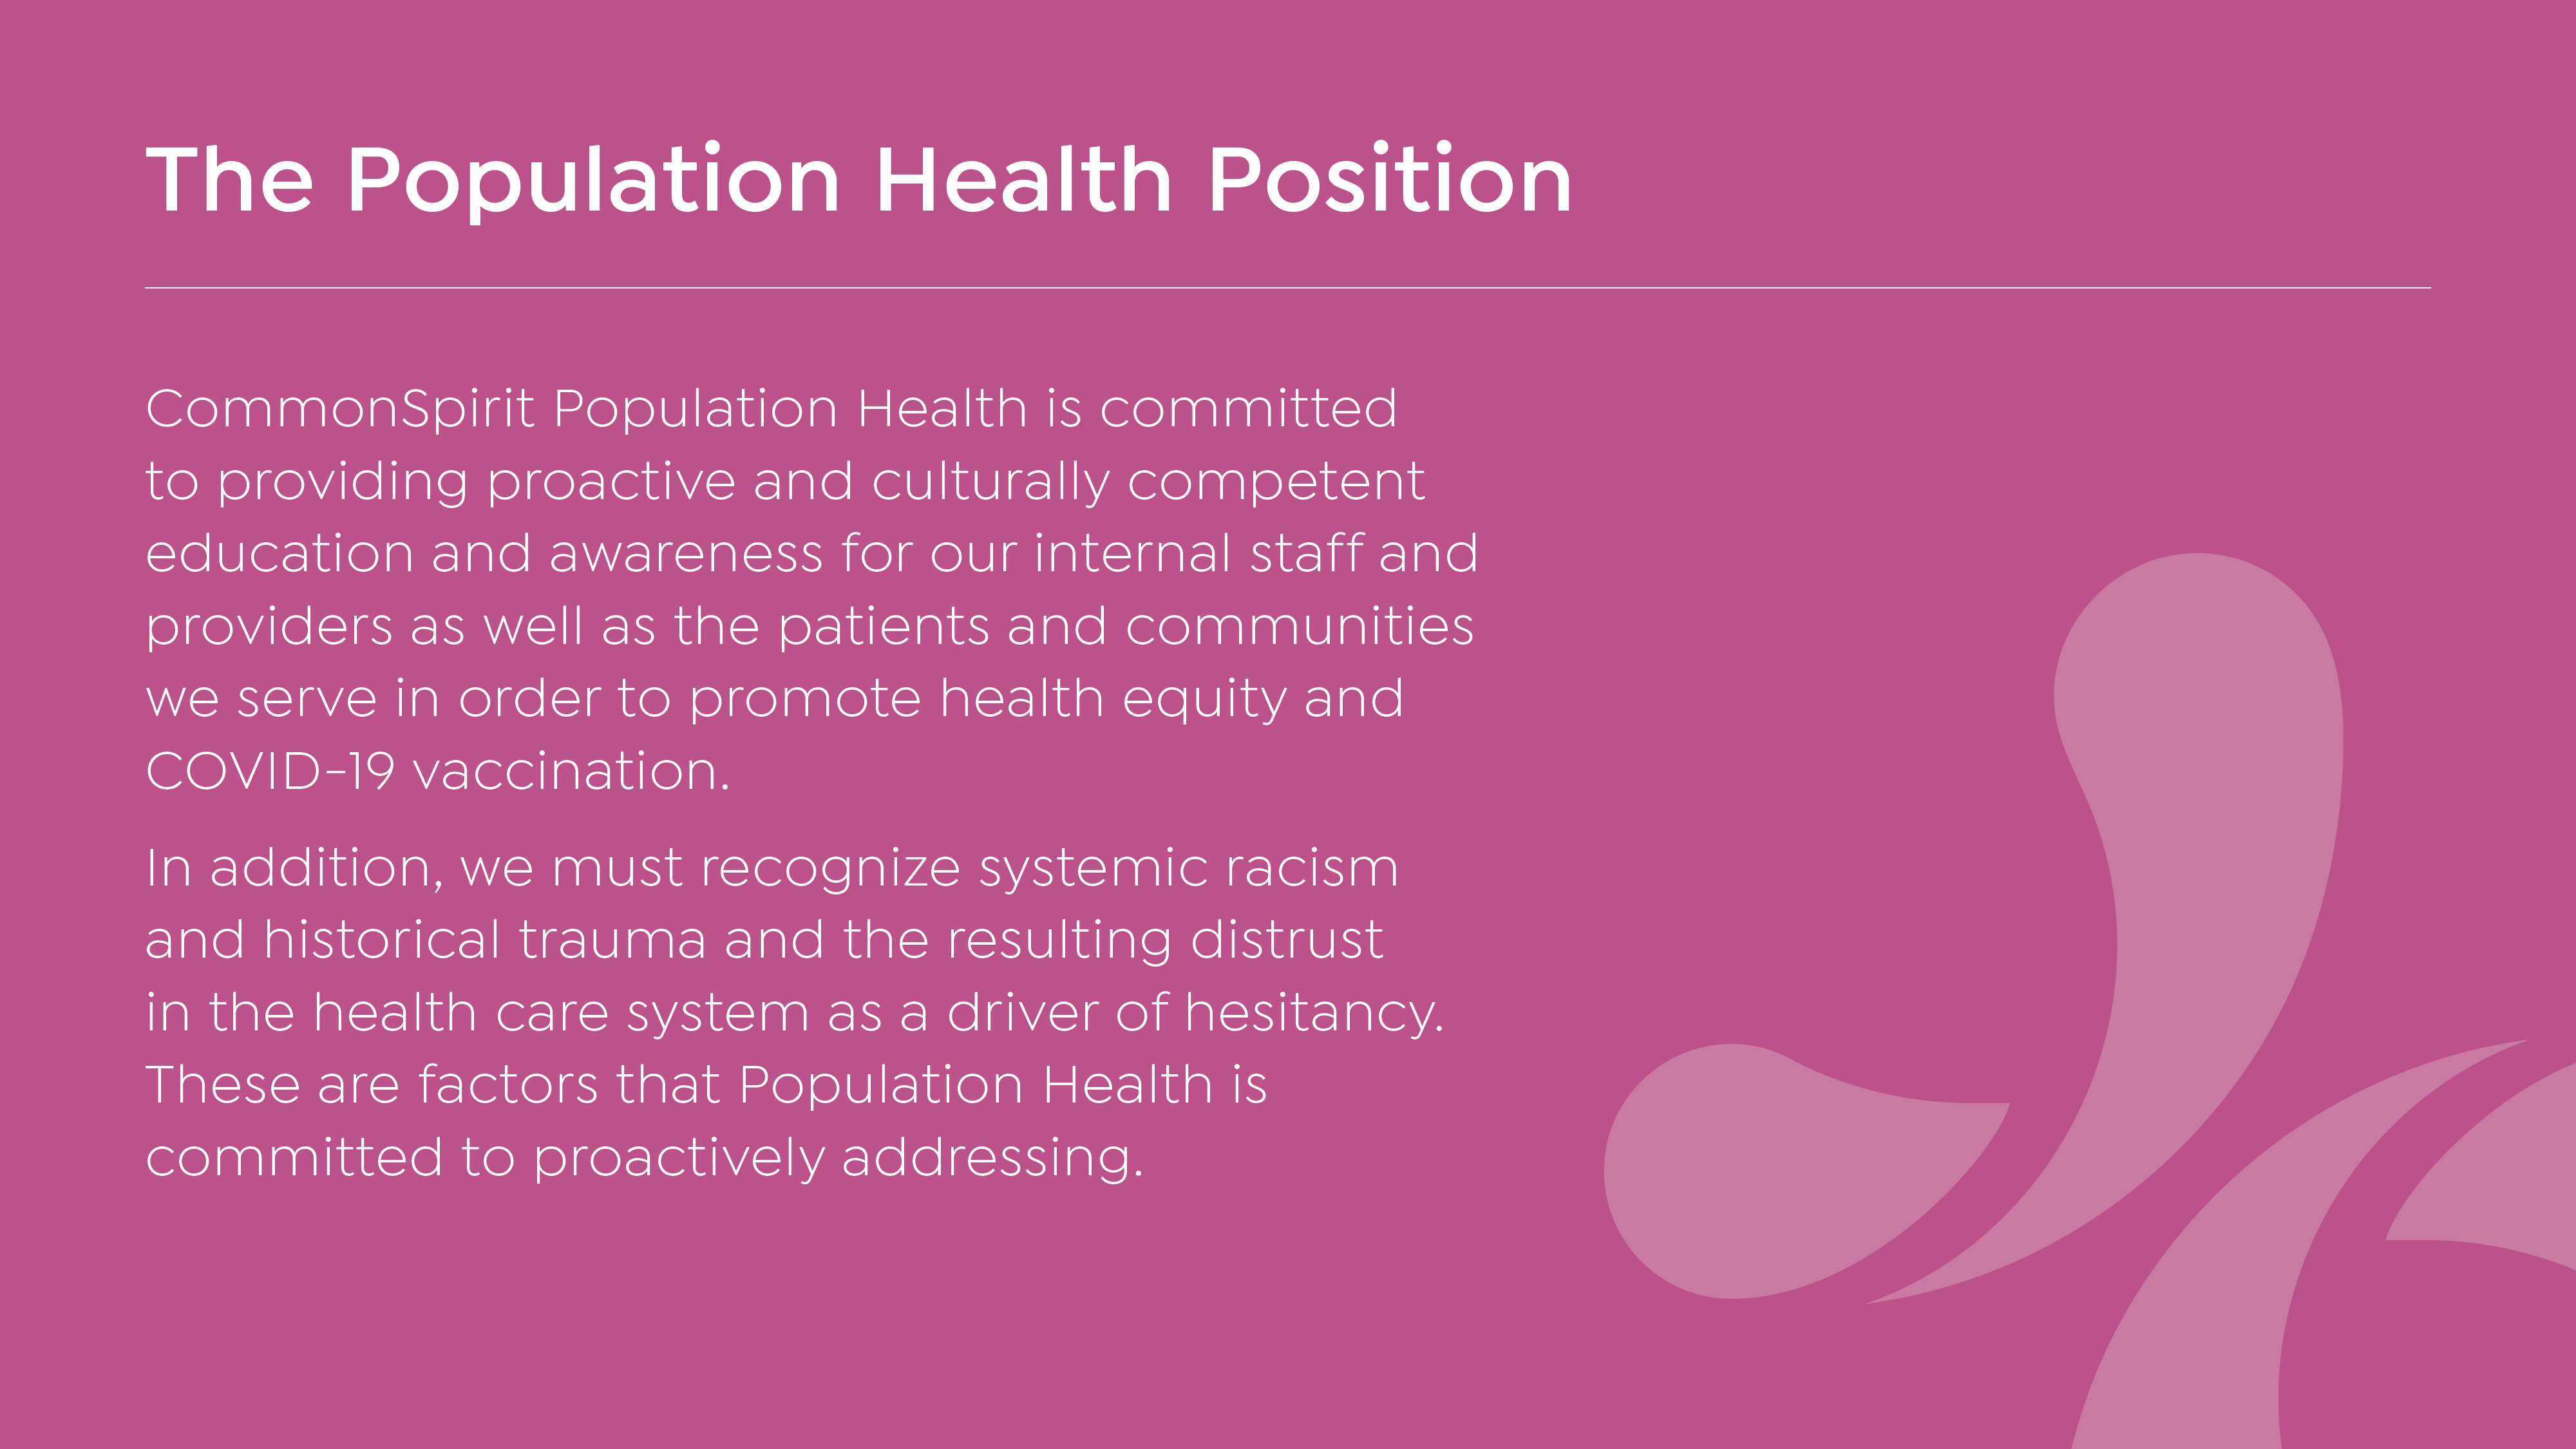 The Population Health Position
CommonSpirit Population Health is committed
to providing proactive and culturally competent
education and awareness for our internal staff and
providers as well as the patients and communities
we serve in order to promote health equity and
COVID-19 vaccination.
In addition, we must recognize systemic racism
and historical trauma and the resulting distrust
in the health care system as a driver of hesitancy.
These are factors that Population Health is
committed to proactively addressing.